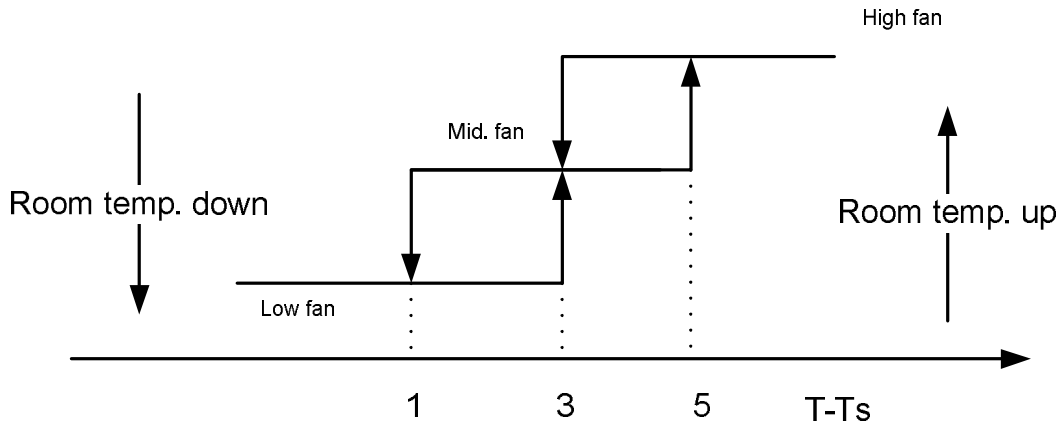 High fan
Mid. fan
Room temp. down
Room temp. up
Low fan
1 3 5 T-Ts